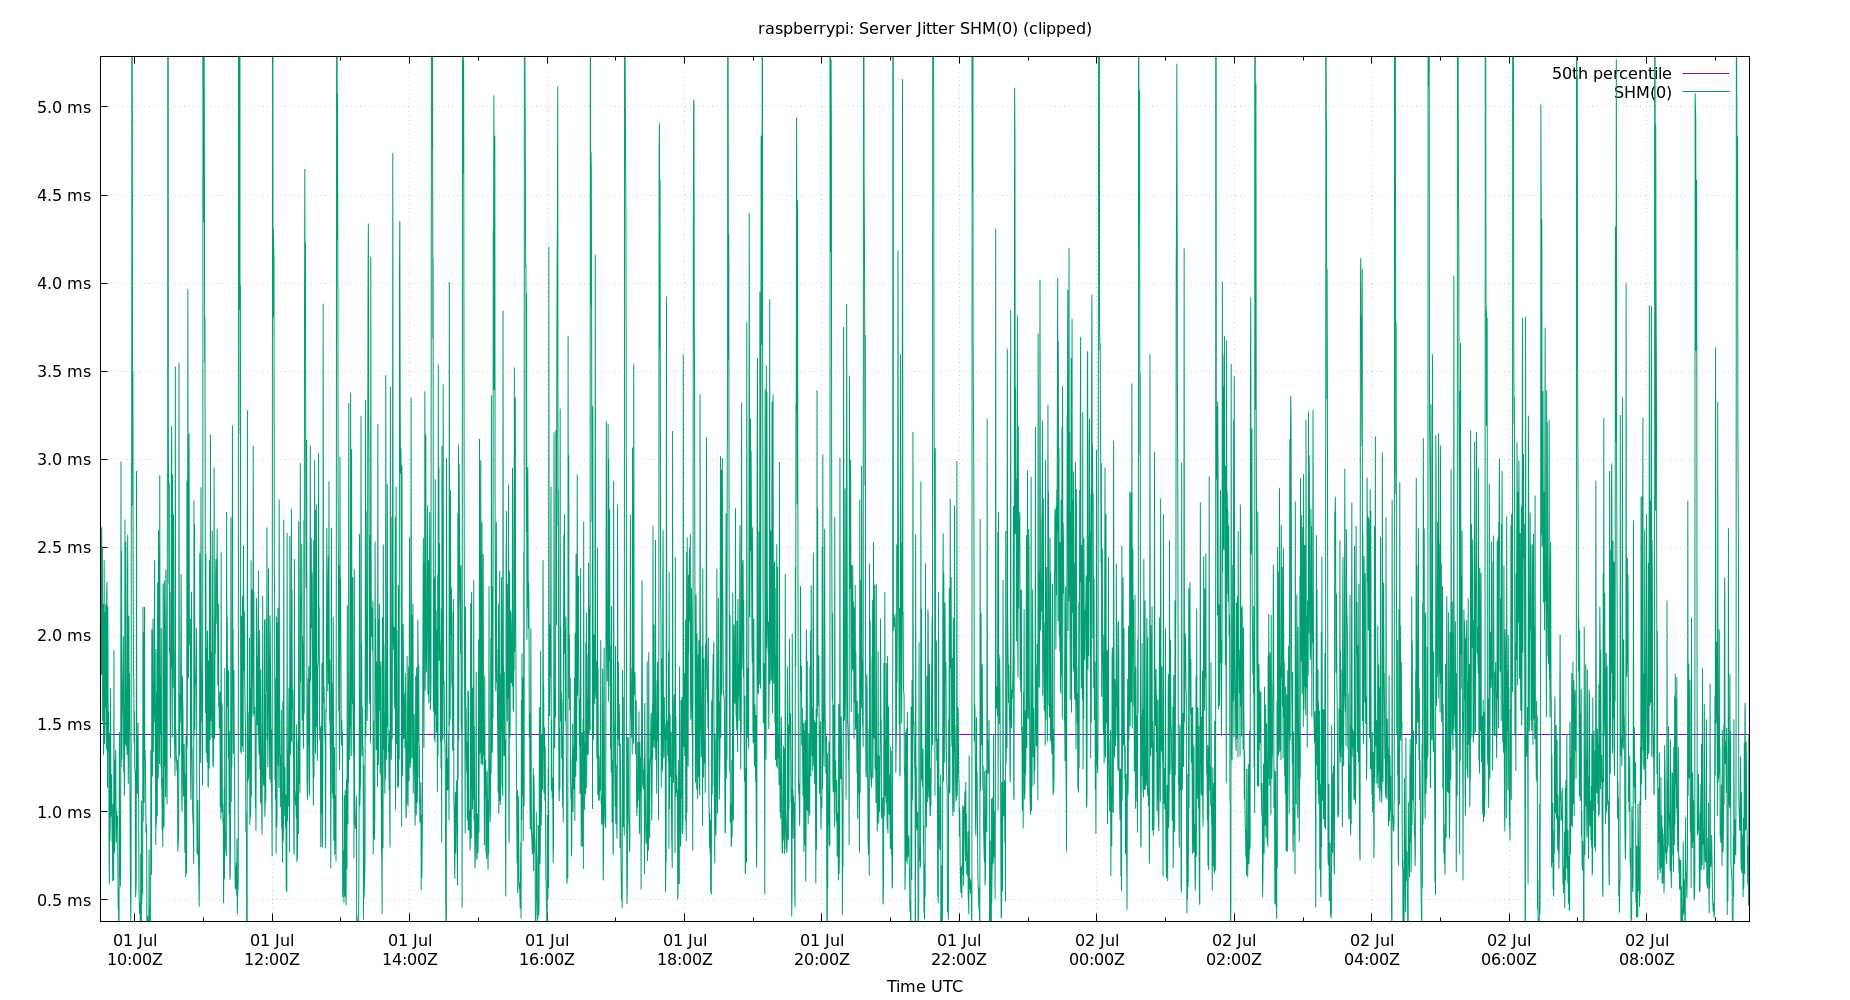 raspberrypi: Server Jitter SHM(0) (clipped)
50th percentile
SHM(0)
5.0 ms
4.5 ms
4.0 ms
3.5 ms
3.0 ms
2.5 ms
2.0 ms
1.5 ms
1.0 ms
0.5 ms
01 Jul 01 Jul 01 Jul 01 Jul 01 Jul 01 Jul 01 Jul 02 Jul 02 Jul 02 Jul 02 Jul 02 Jul
10:00Z 12:00Z 14:00Z 16:00Z 18:00Z 20:00Z 22:00Z 00:00Z 02:00Z 04:00Z 06:00Z 08:00Z
Time UTC